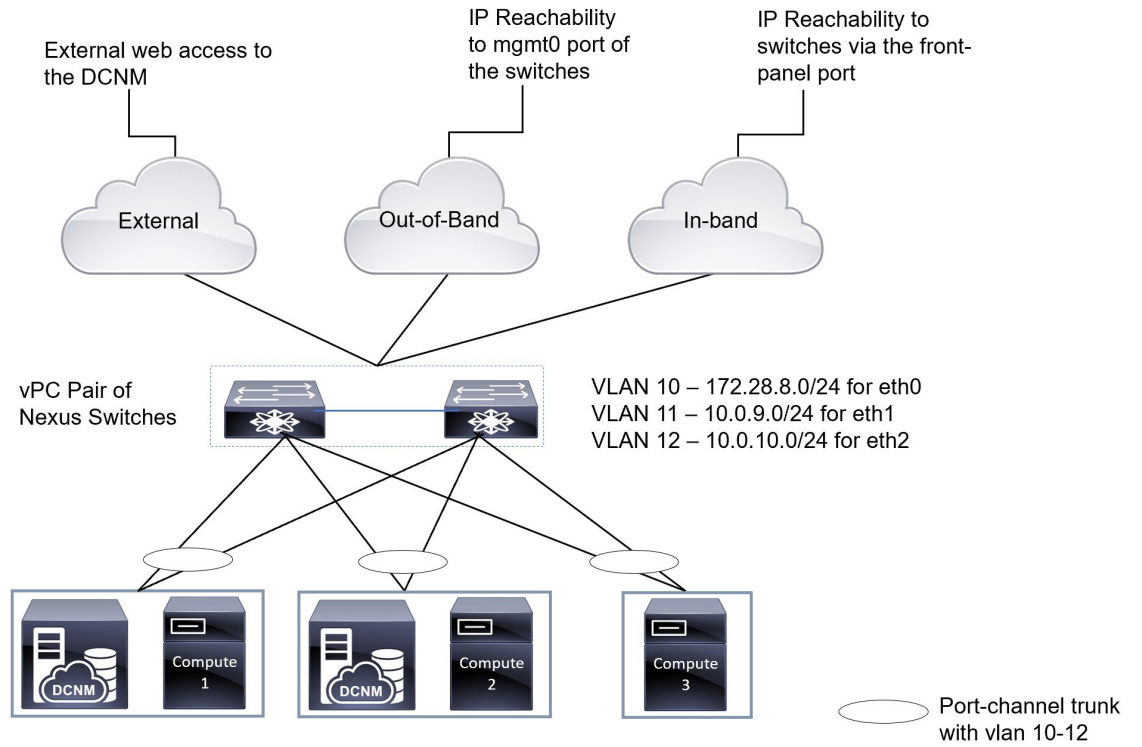 External web access to
the DCNM
IP Reachability
to mgmt0 port of
the switches
IP Reachability to
switches via the front-
panel port
External
Out-of-Band
In-band
vPC Pair of
Nexus Switches
VLAN 10 – 172.28.8.0/24 for eth0
VLAN 11 – 10.0.9.0/24 for eth1
VLAN 12 – 10.0.10.0/24 for eth2
DCNM
Compute
1
DCNM
Compute
2
Compute
3
Port-channel trunk
with vlan 10-12